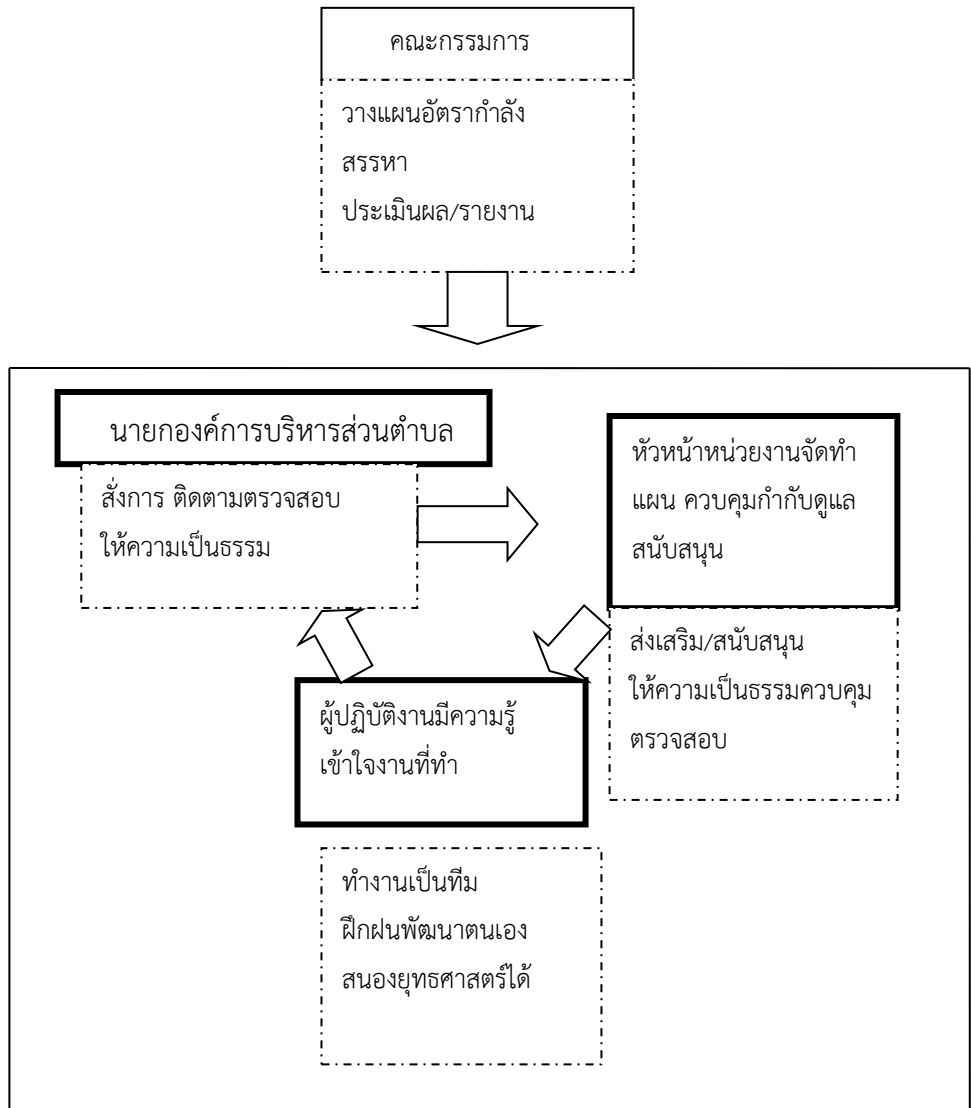 คณะกรรมการ
วางแผนอัตรากำลัง
สรรหา
ประเมินผล/รายงาน
นายกองค์การบริหารส่วนตำบล
สั่งการ ติดตามตรวจสอบ
ให้ความเป็นธรรม
หัวหน้าหน่วยงานจัดทำ
แผน ควบคุมกำกับดูแล
สนับสนุน
ส่งเสริม/สนับสนุน
ให้ความเป็นธรรมควบคุม
ตรวจสอบ
ผู้ปฏิบัติงานมีความรู้
เข้าใจงานที่ทำ
ทำงานเป็นทีม
ฝึกฝนพัฒนาตนเอง
สนองยุทธศาสตร์ได้